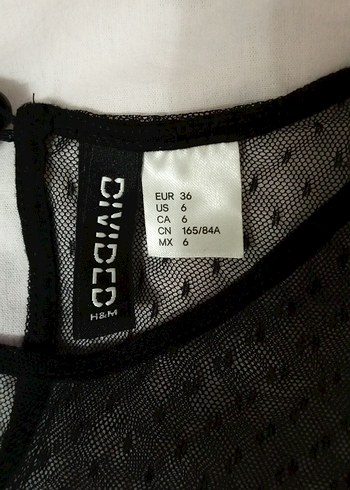 DIVIDED
H&M
EUR 36
US 6
CA 6
CN 165/84A
MX 6